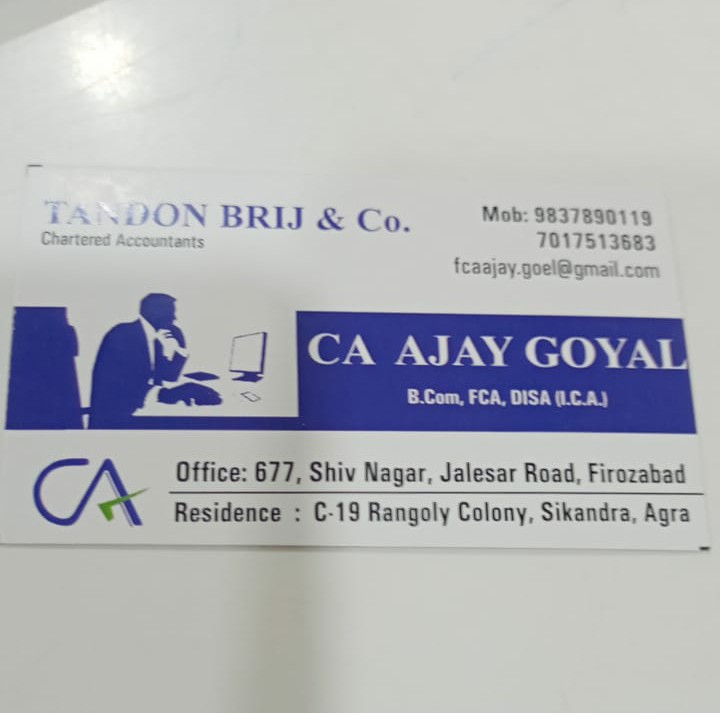 TANDON BRIJ & Co.
Chartered Accountants
Mob: 9837890119
7017513683
fcaajay.goel@gmail.com
CA AJAY GOYAL
B.Com, FCA, DISA (I.C.A.)
CA
Office: 677, Shiv Nagar, Jalesar Road, Firozabad
Residence : C-19 Rangoly Colony, Sikandra, Agra